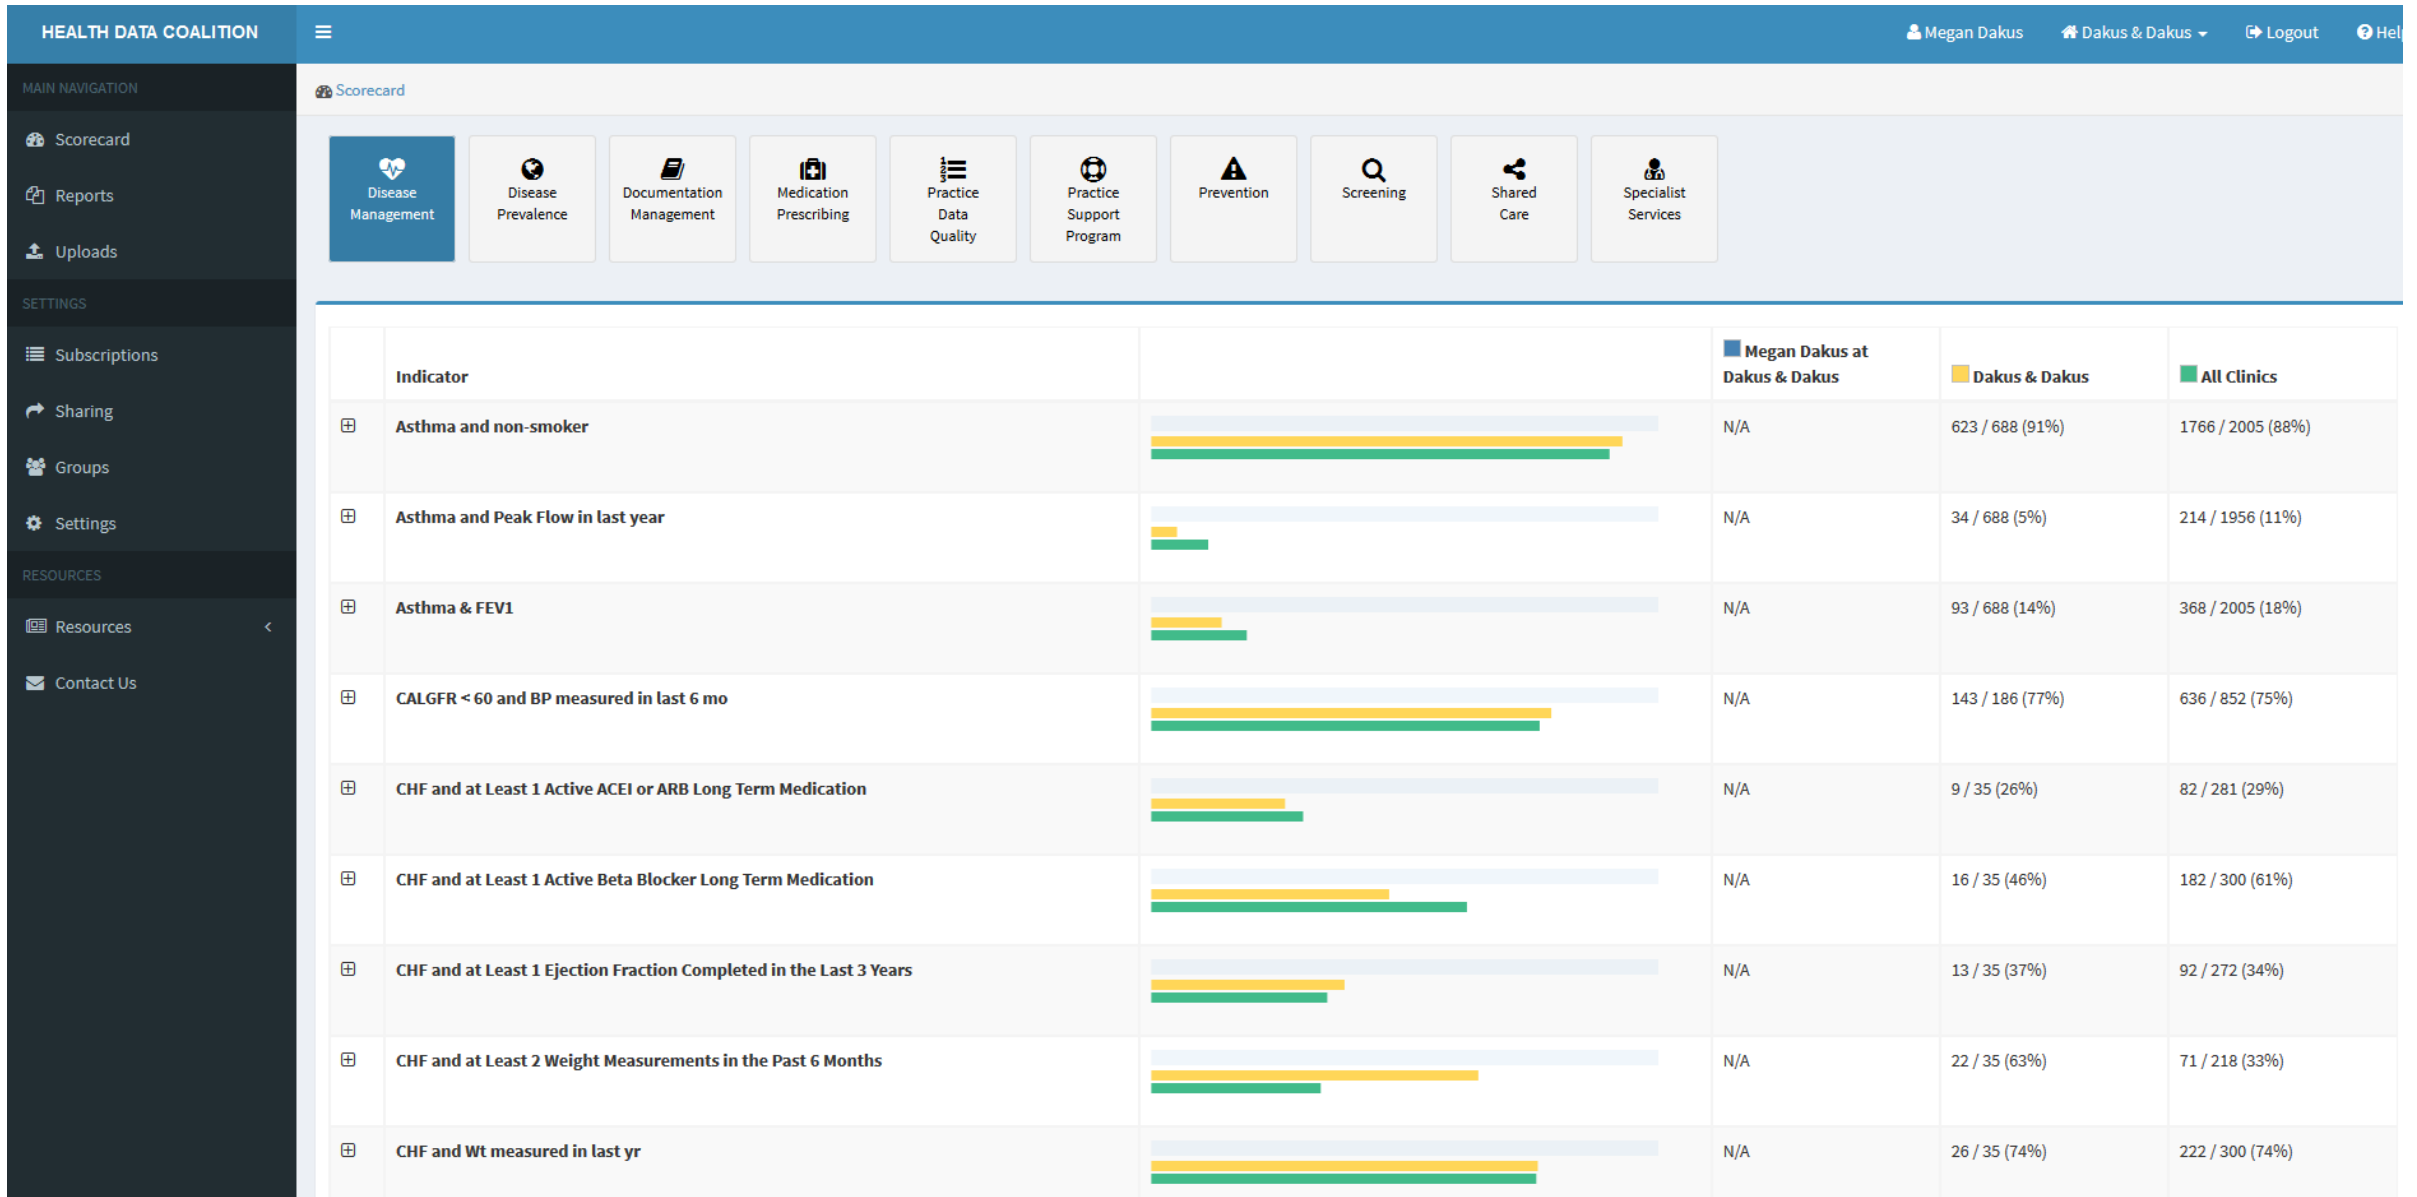 HEALTH DATA COALITION
Megan Dakus Dakus & Dakus Logout
MAIN NAVIGATION
Scorecard
Reports
Uploads
SETTINGS
Subscriptions
Sharing
Groups
Settings
RESOURCES
Resources
Contact Us
Scorecard
Disease
Management
Disease
Prevalence
Documentation
Management
Medication
Prescribing
Practice
Data
Quality
Practice
Support
Program
Prevention
Screening
Shared
Care
Specialist
Services
Indicator
Megan Dakus at
Dakus & Dakus
Dakus & Dakus
All Clinics
Asthma and non-smoker N/A 623 / 688 (91%) 1766 / 2005 (88%)
Asthma and Peak Flow in last year N/A 34 / 688 (5%) 214 / 1956 (11%)
Asthma & FEV1 N/A 93 / 688 (14%) 368 / 2005 (18%)
CALGFR < 60 and BP measured in last 6 mo N/A 143 / 186 (77%) 636 / 852 (75%)
CHF and at Least 1 Active ACEI or ARB Long Term Medication N/A 9 / 35 (26%) 82 / 281 (29%)
CHF and at Least 1 Active Beta Blocker Long Term Medication N/A 16 / 35 (46%) 182 / 300 (61%)
CHF and at Least 1 Ejection Fraction Completed in the Last 3 Years N/A 13 / 35 (37%) 92 / 272 (34%)
CHF and at Least 2 Weight Measurements in the Past 6 Months N/A 22 / 35 (63%) 71 / 218 (33%)
CHF and Wt measured in last yr N/A 26 / 35 (74%) 222 / 300 (74%)